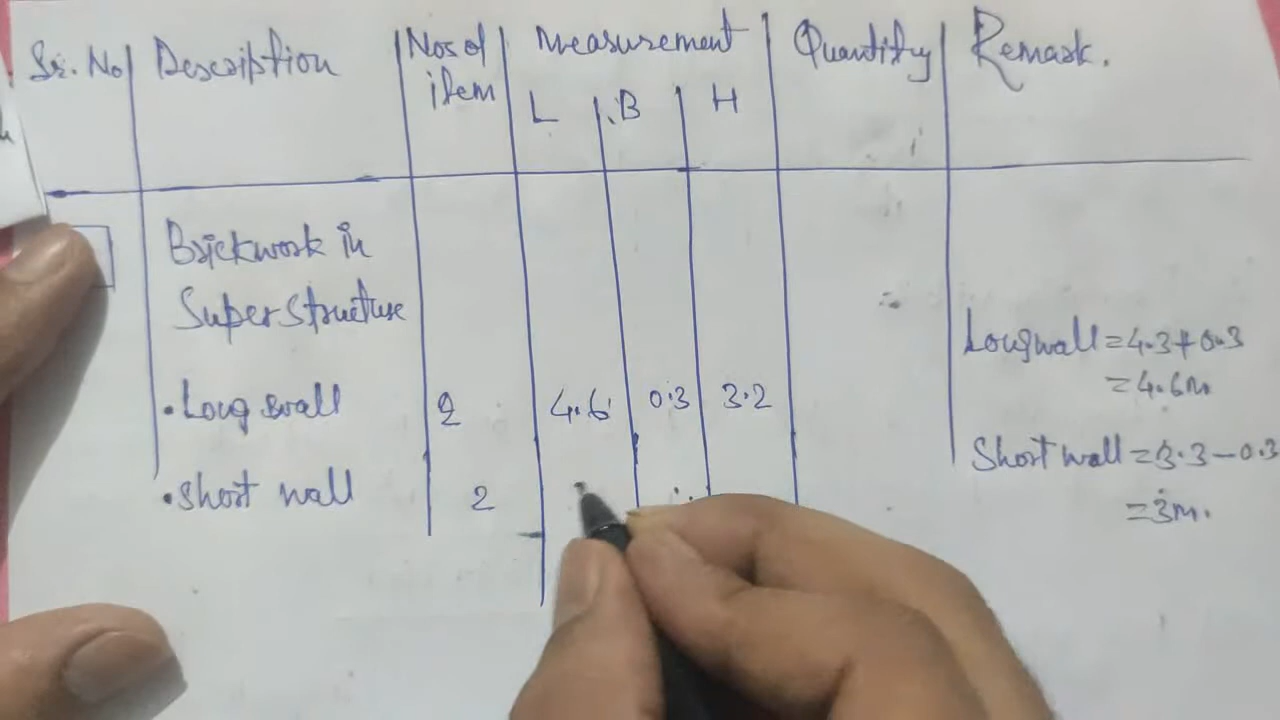 Sr. No Description Nos of item Measurement Quantity Remark.
L B H
Brickwork in
Superstructure
Long wall = 4.3 + 0.3
= 4.6m
• Long wall 2 4.6 0.3 3.2
Short wall = 3.3 - 0.3
• Short wall 2
= 3m.